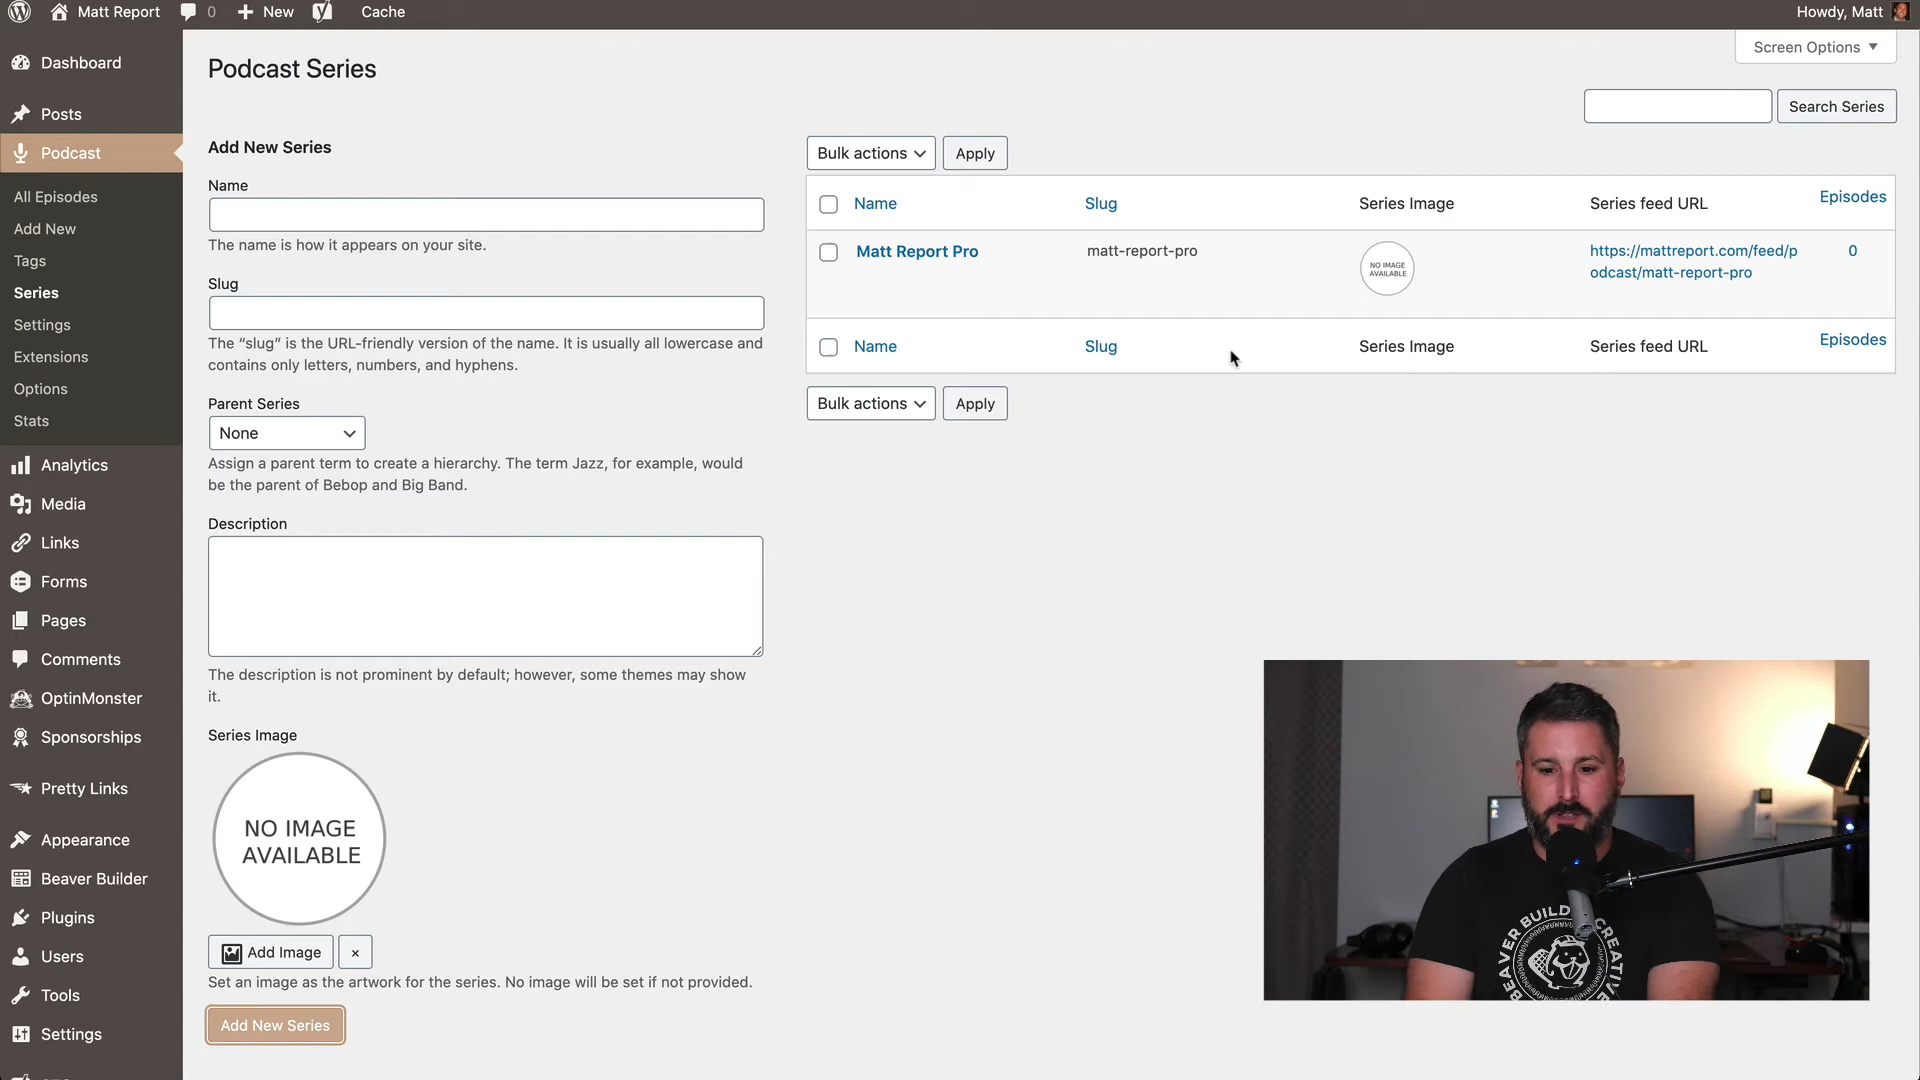 Matt Report
0
New
Cache
Howdy, Matt
Screen Options
Dashboard
Posts
Podcast
All Episodes
Add New
Tags
Series
Settings
Extensions
Options
Stats
Analytics
Media
Links
Forms
Pages
Comments
OptinMonster
Sponsorships
Pretty Links
Appearance
Beaver Builder
Plugins
Users
Tools
Settings
Podcast Series
Search Series
Add New Series
Name
The name is how it appears on your site.
Slug
The “slug” is the URL-friendly version of the name. It is usually all lowercase and
contains only letters, numbers, and hyphens.
Parent Series
None
Assign a parent term to create a hierarchy. The term Jazz, for example, would
be the parent of Bebop and Big Band.
Description
The description is not prominent by default; however, some themes may show
it.
Series Image
NO IMAGE
AVAILABLE
Add Image
×
Set an image as the artwork for the series. No image will be set if not provided.
Add New Series
Bulk actions
Apply
Name
Slug
Series Image
Series feed URL
Episodes
Matt Report Pro
matt-report-pro
NO IMAGE
AVAILABLE
https://mattreport.com/feed/p
odcast/matt-report-pro
0
Name
Slug
Series Image
Series feed URL
Episodes
Bulk actions
Apply
BEAVER BUILD
CREATIVE